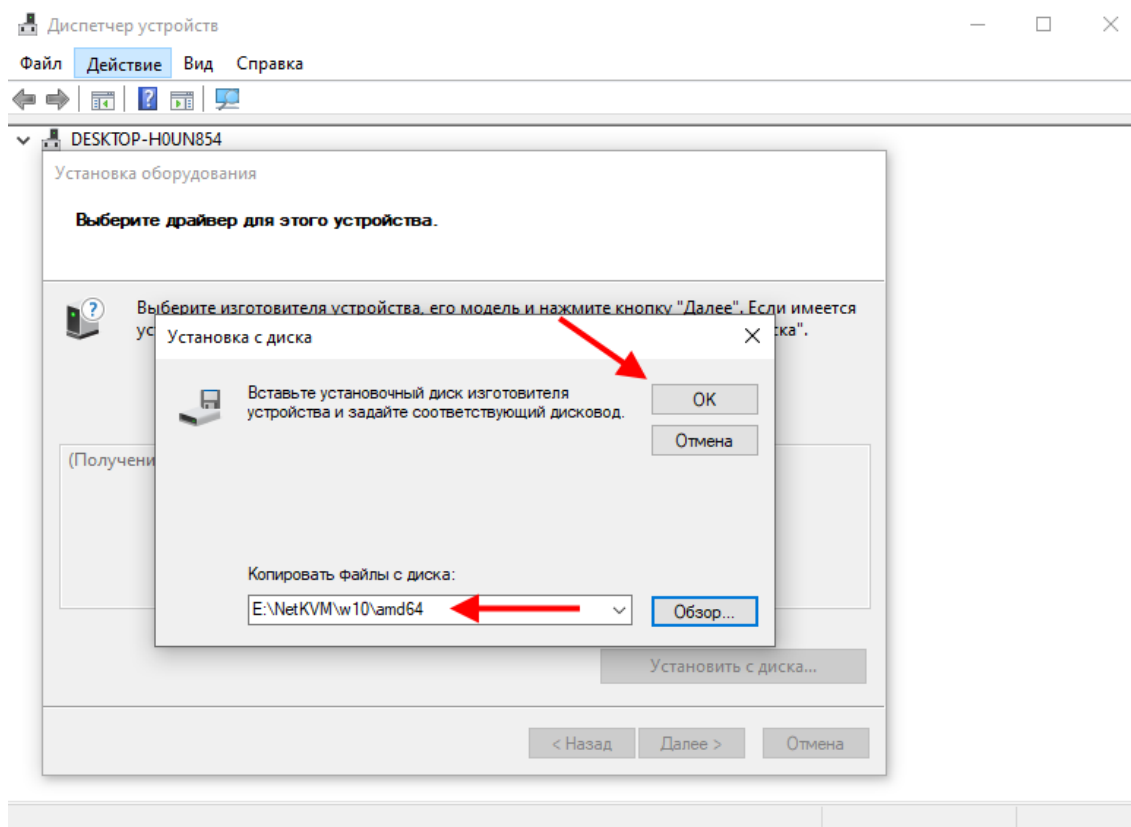 Диспетчер устройств
Файл Действие Вид Справка
DESKTOP-H0UN854
Установка оборудования
Выберите драйвер для этого устройства.
Выберите изготовителя устройства, его модель и нажмите кнопку "Далее". Если имеется
ус
ска".
Установка с диска
Вставьте установочный диск изготовителя
устройства и задайте соответствующий дисковод.
OK
Отмена
(Получени
Копировать файлы с диска:
E:\NetKVM\w10\amd64
Обзор...
Установить с диска...
< Назад Далее > Отмена